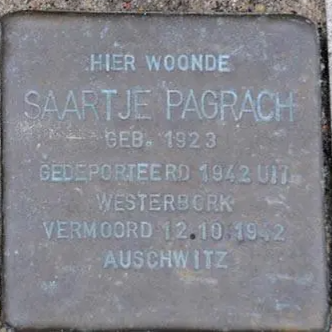 HIER WOONDE
SAARTJE PAGRACH
GEB. 1923
GEDEPORTEERD 1942 UIT
WESTERBORK
VERMOORD 12.10.1942
AUSCHWITZ